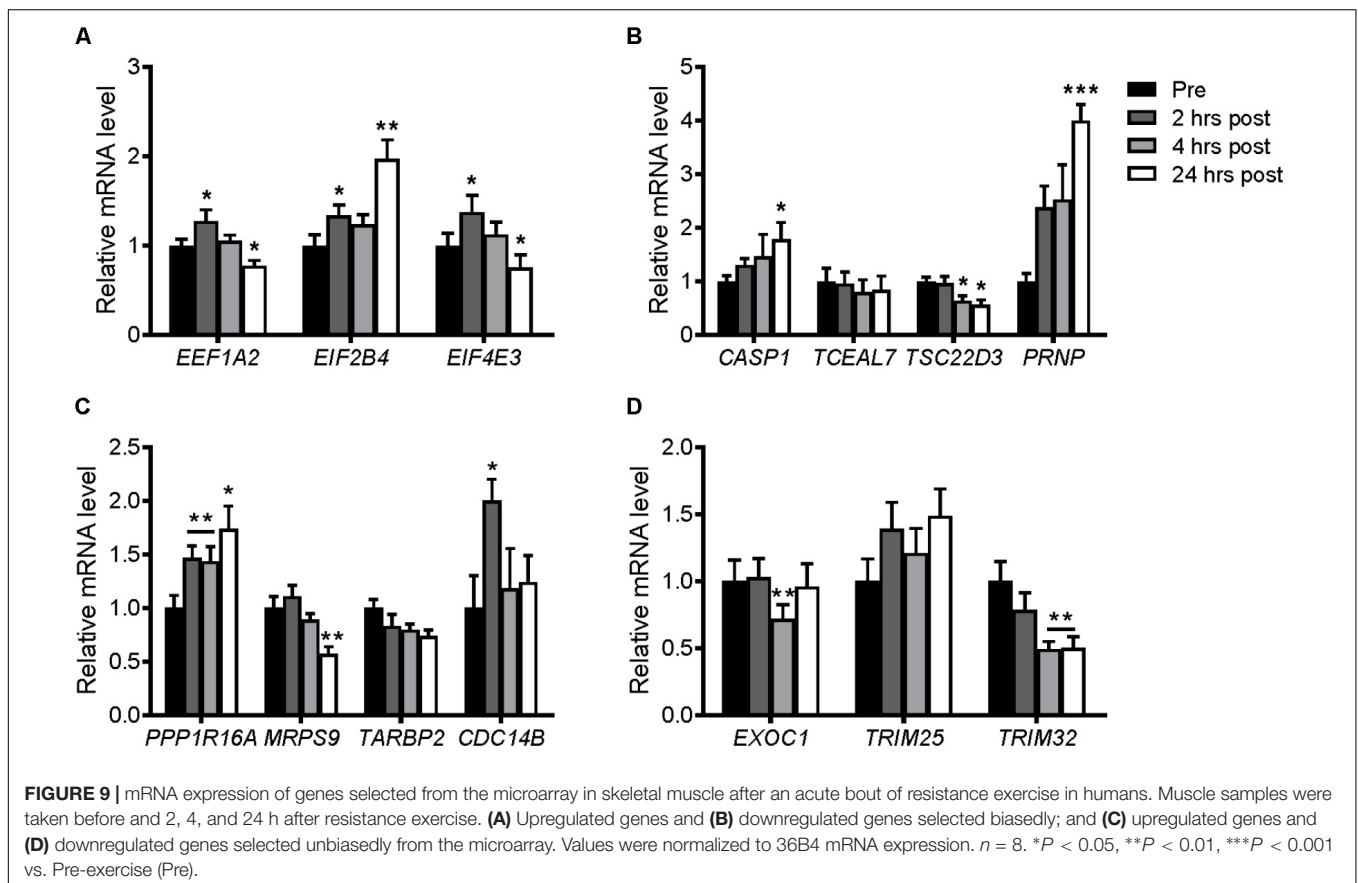 A
Relative mRNA level
3
2
1
0
*
*
*
**
*
*
EEF1A2
EIF2B4
EIF4E3
B
Relative mRNA level
5
4
3
2
1
0
*
*
*
***
CASP1
TCEAL7
TSC22D3
PRNP
Pre
2 hrs post
4 hrs post
24 hrs post
C
Relative mRNA level
2.5
2.0
1.5
1.0
0.5
0.0
**
*
**
*
PPP1R16A
MRPS9
TARBP2
CDC14B
D
Relative mRNA level
2.0
1.5
1.0
0.5
0.0
**
**
EXOC1
TRIM25
TRIM32
FIGURE 9 | mRNA expression of genes selected from the microarray in skeletal muscle after an acute bout of resistance exercise in humans. Muscle samples were
taken before and 2, 4, and 24 h after resistance exercise. (A) Upregulated genes and (B) downregulated genes selected biasedly; and (C) upregulated genes and
(D) downregulated genes selected unbiasedly from the microarray. Values were normalized to 36B4 mRNA expression. n = 8. *P < 0.05, **P < 0.01, ***P < 0.001
vs. Pre-exercise (Pre).